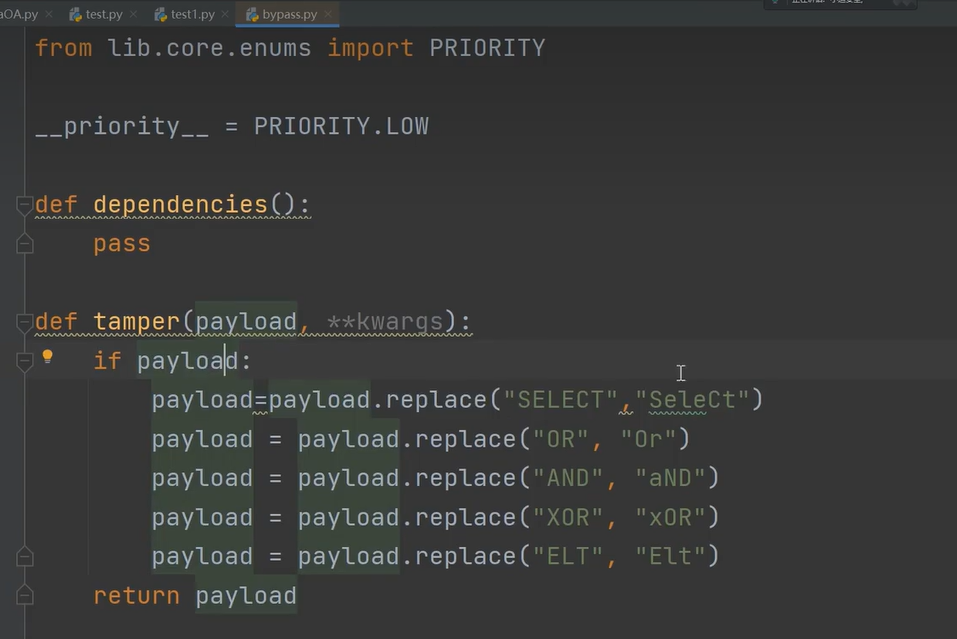 aOA.py test.py test1.py bypass.py
from lib.core.enums import PRIORITY
__priority__ = PRIORITY.LOW
def dependencies():
pass
def tamper(payload, **kwargs):
if payload:
payload=payload.replace("SELECT","SeleCt")
payload = payload.replace("OR", "Or")
payload = payload.replace("AND", "aND")
payload = payload.replace("XOR", "xOR")
payload = payload.replace("ELT", "Elt")
return payload